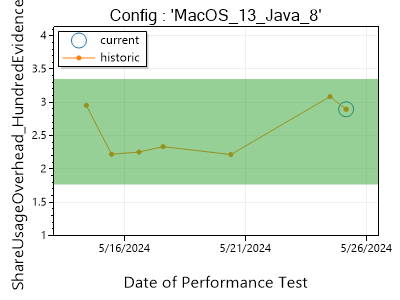 Config : 'MacOS_13_Java_8'
ShareUsageOverhead_HundredEvidence
current
historic
4
3.5
3
2.5
2
1.5
1
5/16/2024
5/21/2024
5/26/2024
Date of Performance Test